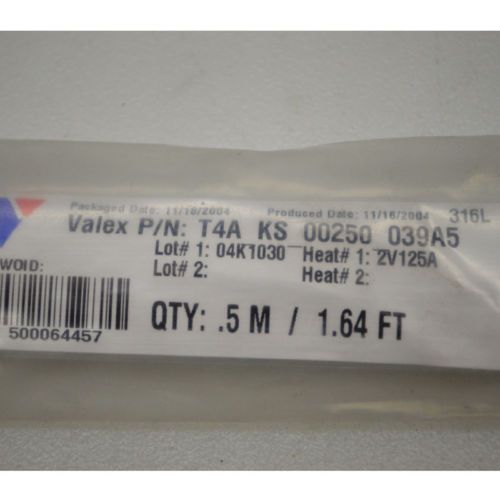 Packaged Date: 11/18/2004 Produced Date: 11/16/2004 316L
Valex P/N: T4A KS 00250 039A5
Lot# 1: 04K1030 Heat# 1: 2V125A
Lot# 2: Heat# 2:
WOID:
QTY: .5 M / 1.64 FT
500064457